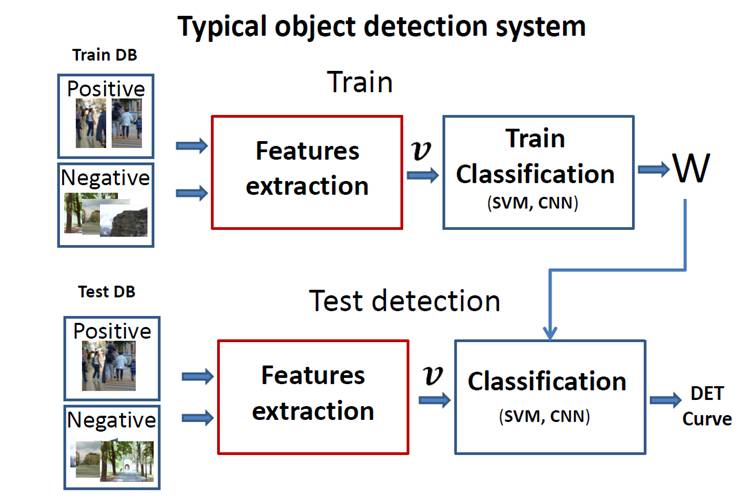 Typical object detection system
Train DB
Train
Positive
Negative
Features
extraction
v
Train
Classification
(SVM, CNN)
W
Test DB
Test detection
Positive
Negative
Features
extraction
v
Classification
(SVM, CNN)
DET
Curve